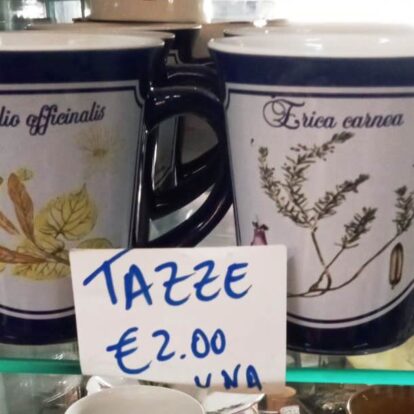 lio officinalis
Erica carnea
TAZZE
€2.00
UNA